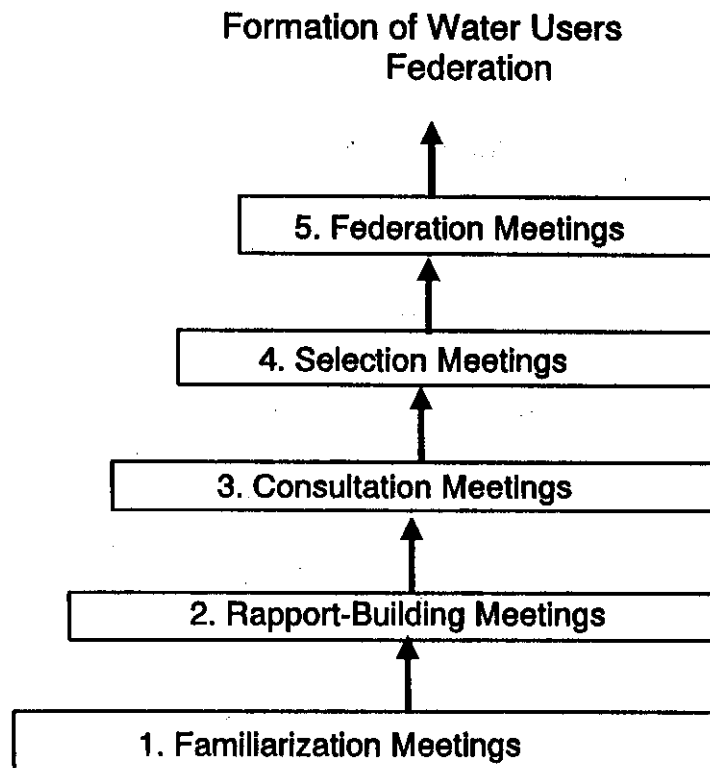 Formation of Water Users
Federation
5. Federation Meetings
4. Selection Meetings
3. Consultation Meetings
2. Rapport-Building Meetings
1. Familiarization Meetings